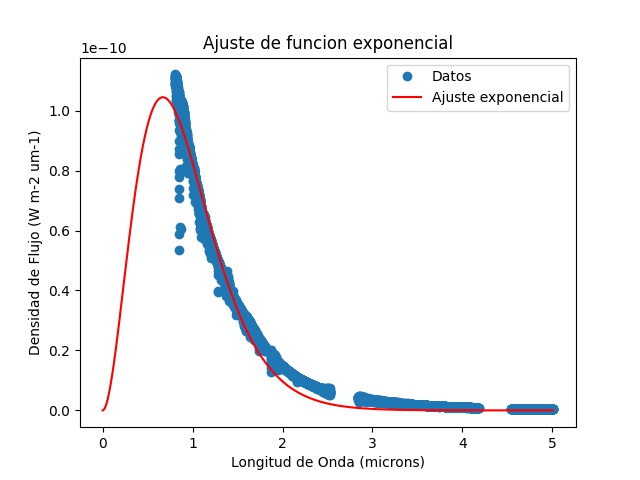 Ajuste de funcion exponencial
1e−10
Datos
Ajuste exponencial
1.0
0.8
0.6
0.4
0.2
0.0
Densidad de Flujo (W m-2 um-1)
0 1 2 3 4 5
Longitud de Onda (microns)